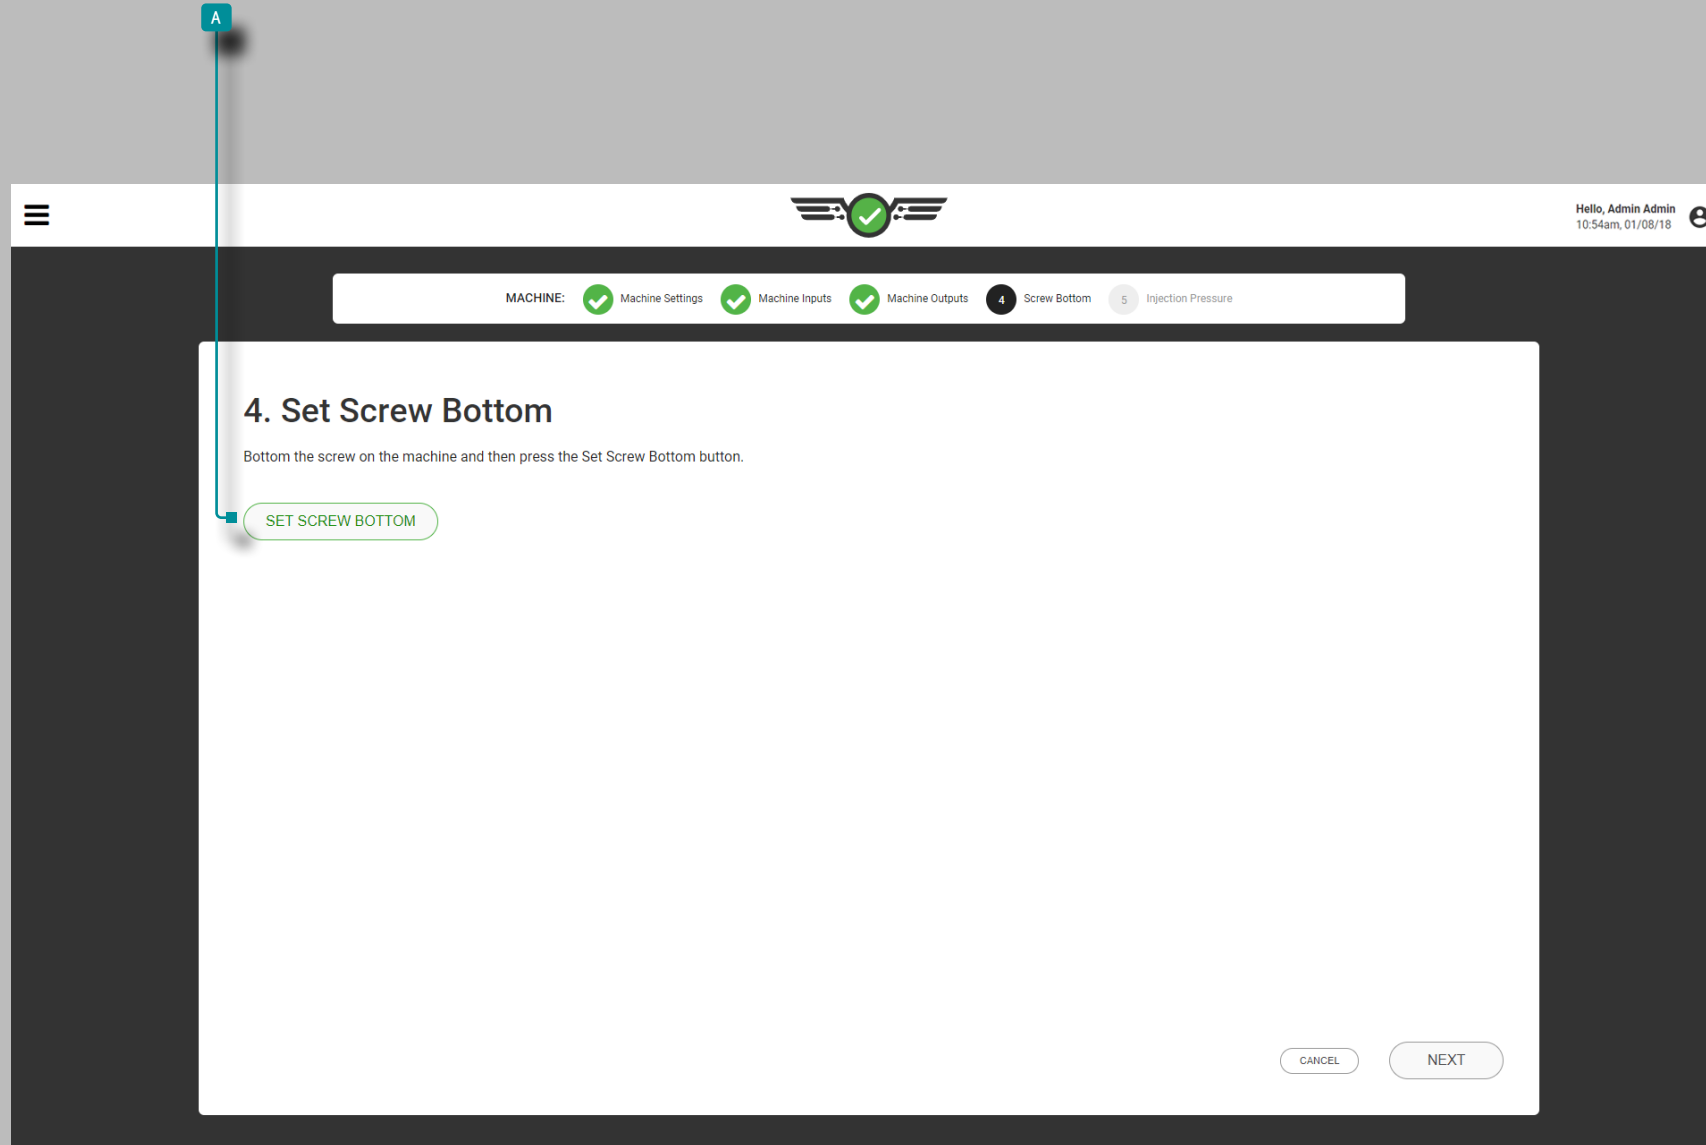 A
Hello, Admin Admin
10:54am, 01/08/18
MACHINE: Machine Settings Machine Inputs Machine Outputs 4 Screw Bottom 5 Injection Pressure
4. Set Screw Bottom
Bottom the screw on the machine and then press the Set Screw Bottom button.
SET SCREW BOTTOM
CANCEL NEXT